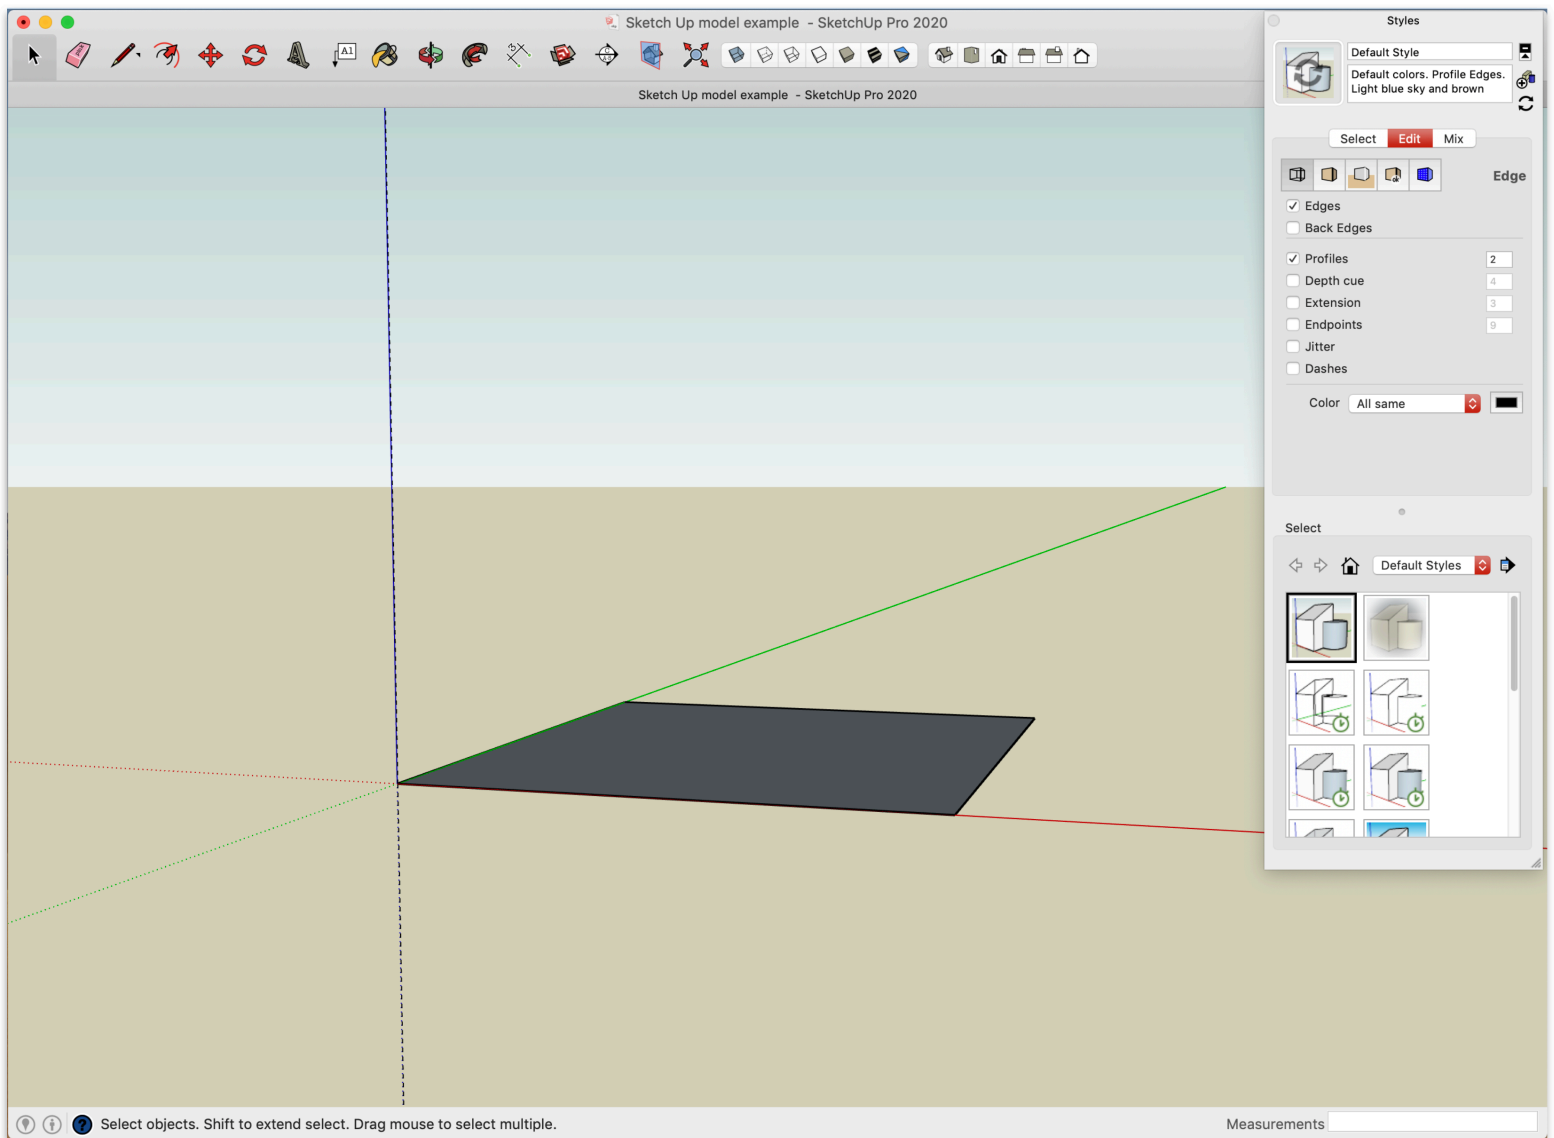 Sketch Up model example - SketchUp Pro 2020
A1
Sketch Up model example - SketchUp Pro 2020
Styles
Default Style
Default colors. Profile Edges.
Light blue sky and brown
Select Edit Mix
Edge
Edges
Back Edges
Profiles 2
Depth cue 4
Extension 3
Endpoints 9
Jitter
Dashes
Color All same
Select
Default Styles
Select objects. Shift to extend select. Drag mouse to select multiple.
Measurements